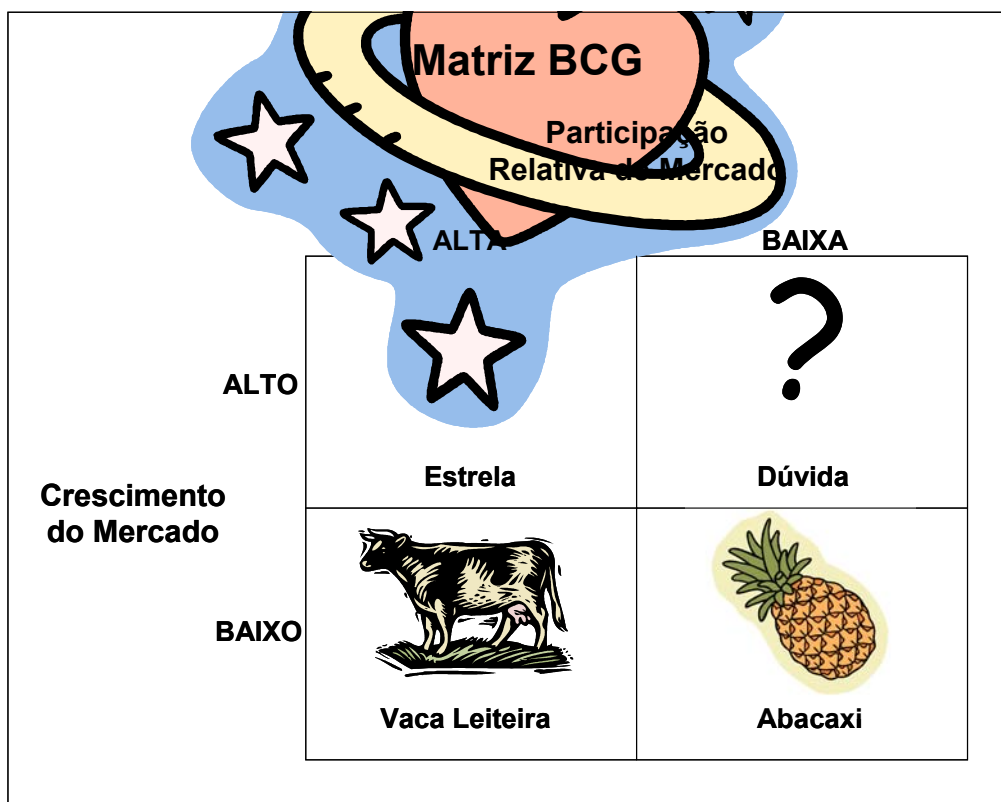 Matriz BCG
Participação
Relativa de Mercado
ALTA
BAIXA
ALTO
?
Estrela
Dúvida
Crescimento
do Mercado
BAIXO
Vaca Leiteira
Abacaxi